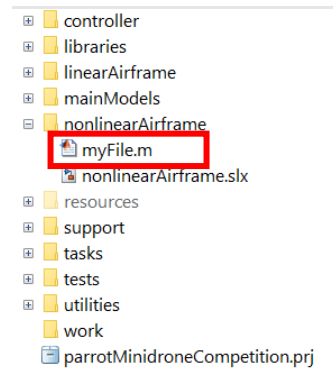 controller
libraries
linearAirframe
mainModels
nonlinearAirframe
myFile.m
nonlinearAirframe.slx
resources
support
tasks
tests
utilities
work
parrotMinidroneCompetition.prj